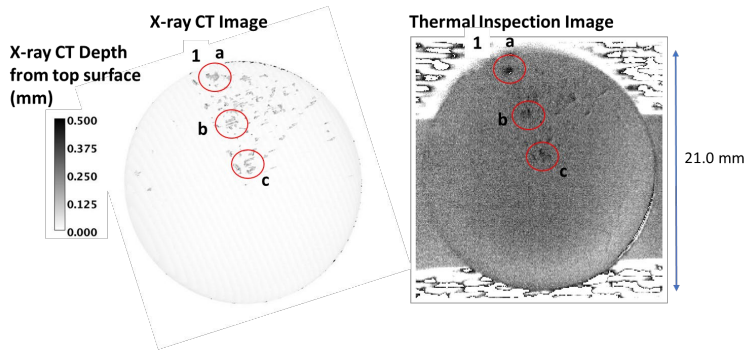 X-ray CT Image
Thermal Inspection Image
X-ray CT Depth
from top surface
(mm)
0.500
0.375
0.250
0.125
0.000
1
a
b
c
1
a
b
c
21.0 mm